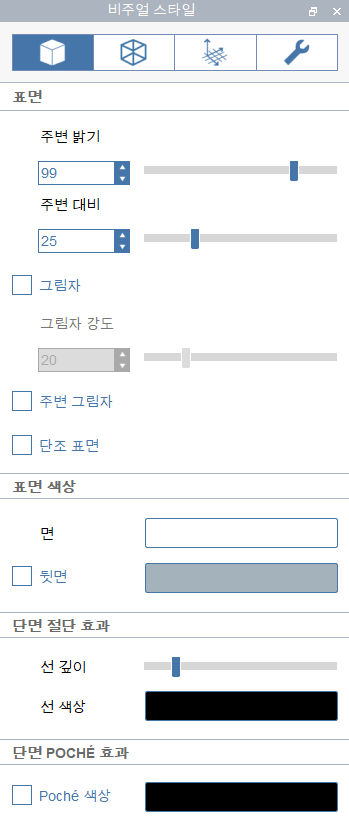 비주얼 스타일
표면
주변 밝기
99
주변 대비
25
그림자
그림자 강도
20
주변 그림자
단조 표면
표면 색상
면
뒷면
단면 절단 효과
선 깊이
선 색상
단면 POCHÉ 효과
Poché 색상